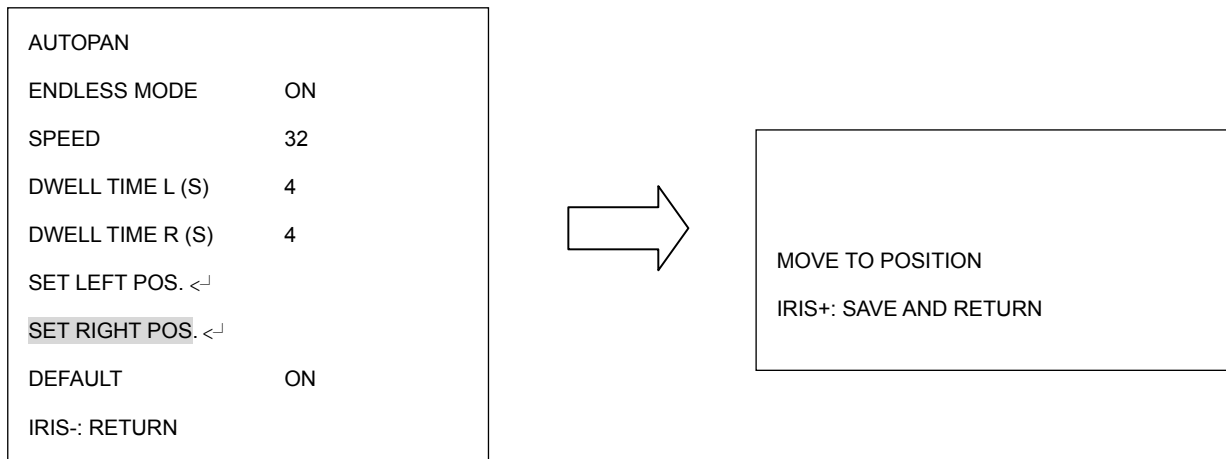 AUTOPAN
ENDLESS MODE ON
SPEED 32
DWELL TIME L (S) 4
DWELL TIME R (S) 4
SET LEFT POS. <┘
SET RIGHT POS. <┘
DEFAULT ON
IRIS-: RETURN
MOVE TO POSITION
IRIS+: SAVE AND RETURN